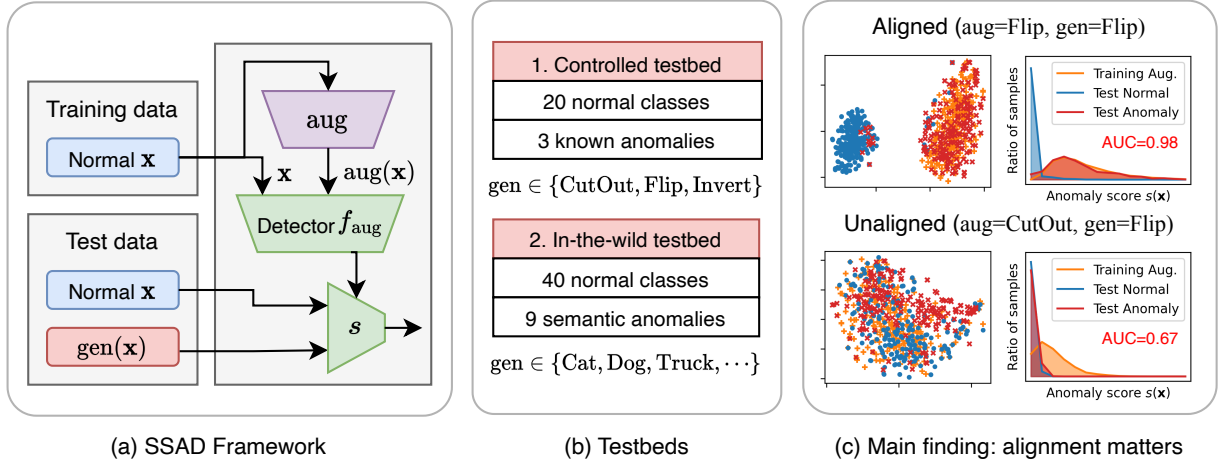 Training data
Normal x
aug
x
aug(x)
Detector f_aug
Test data
Normal x
gen(x)
s
(a) SSAD Framework
1. Controlled testbed
20 normal classes
3 known anomalies
gen ∈ {CutOut, Flip, Invert}
2. In-the-wild testbed
40 normal classes
9 semantic anomalies
gen ∈ {Cat, Dog, Truck, ⋯}
(b) Testbeds
Aligned (aug=Flip, gen=Flip)
Ratio of samples
Training Aug.
Test Normal
Test Anomaly
AUC=0.98
Anomaly score s(x)
Unaligned (aug=CutOut, gen=Flip)
Ratio of samples
Training Aug.
Test Normal
Test Anomaly
AUC=0.67
Anomaly score s(x)
(c) Main finding: alignment matters